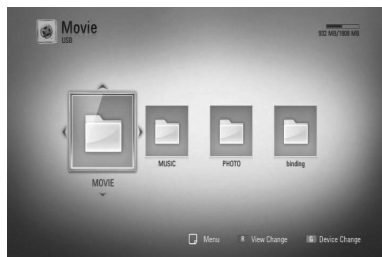 Movie
USB
932 MB/1906 MB
MOVIE
MUSIC
PHOTO
binding
Menu
R View Change
G Device Change